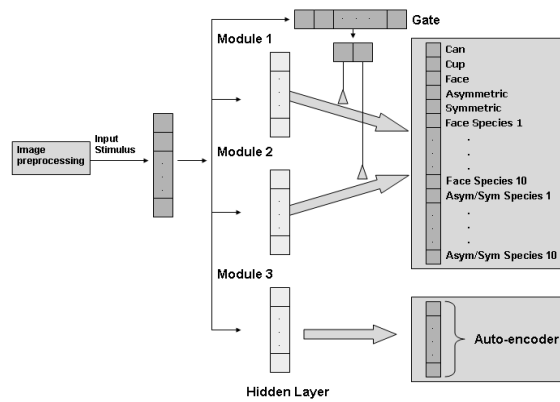 Gate
Module 1
Can
Cup
Face
Asymmetric
Symmetric
Face Species 1
Input
Stimulus
Image
preprocessing
Module 2
Face Species 10
Asym/Sym Species 1
Asym/Sym Species 10
Module 3
Auto-encoder
Hidden Layer